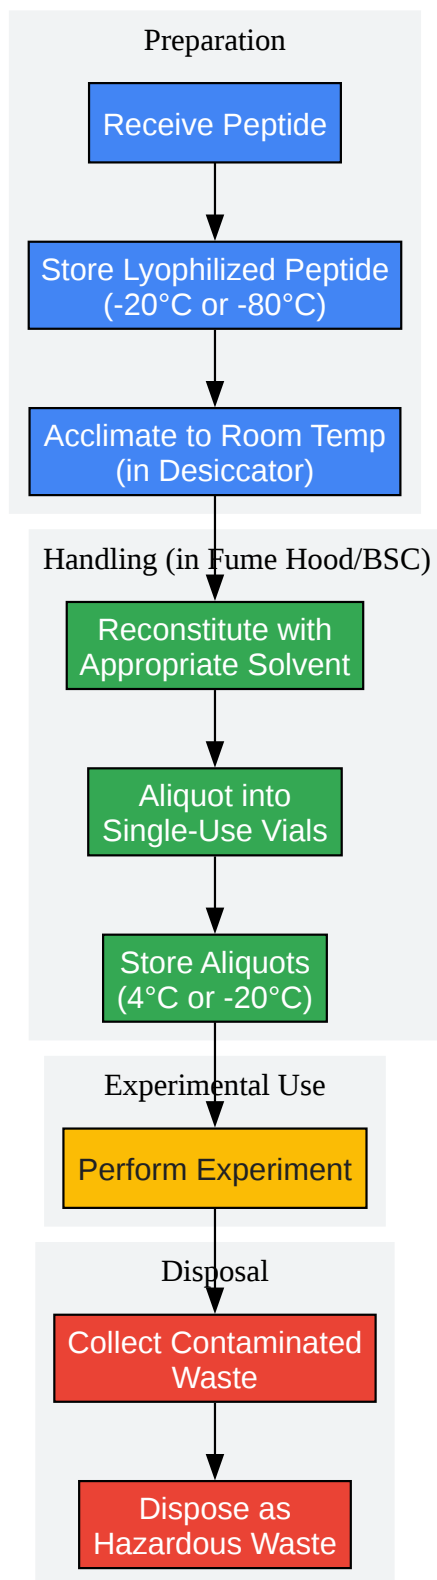 Preparation
Receive Peptide
Store Lyophilized Peptide
(-20°C or -80°C)
Acclimate to Room Temp
(in Desiccator)
Handling (in Fume Hood/BSC)
Reconstitute with
Appropriate Solvent
Aliquot into
Single-Use Vials
Store Aliquots
(4°C or -20°C)
Experimental Use
Perform Experiment
Disposal
Collect Contaminated
Waste
Dispose as
Hazardous Waste